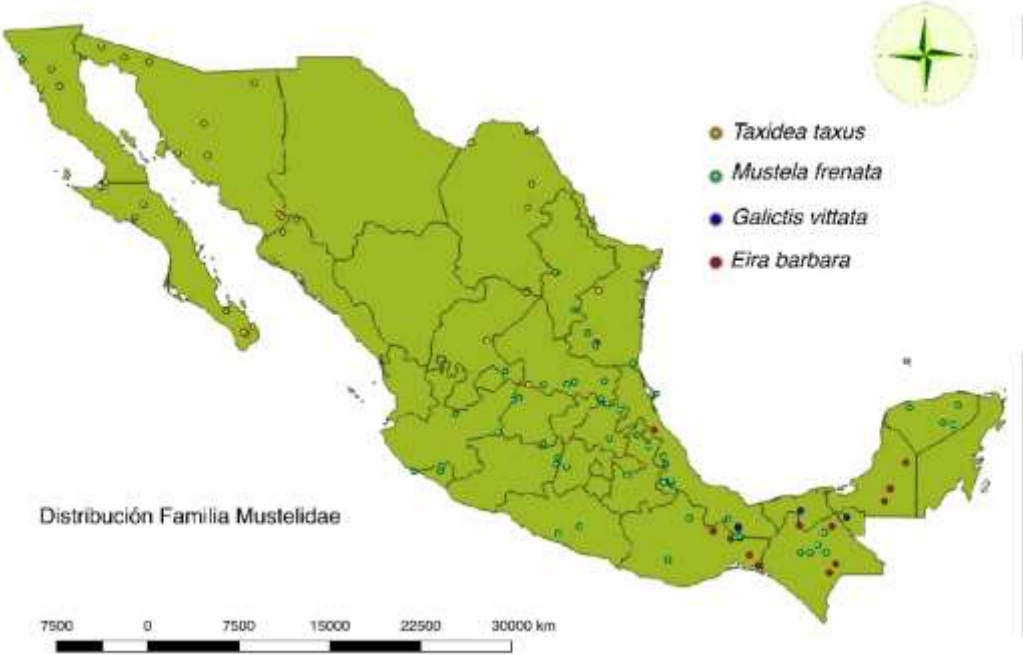 Taxidea taxus
Mustela frenata
Galictis vittata
Eira barbara
Distribución Familia Mustelidae
7500 0 7500 15000 22500 30000 km